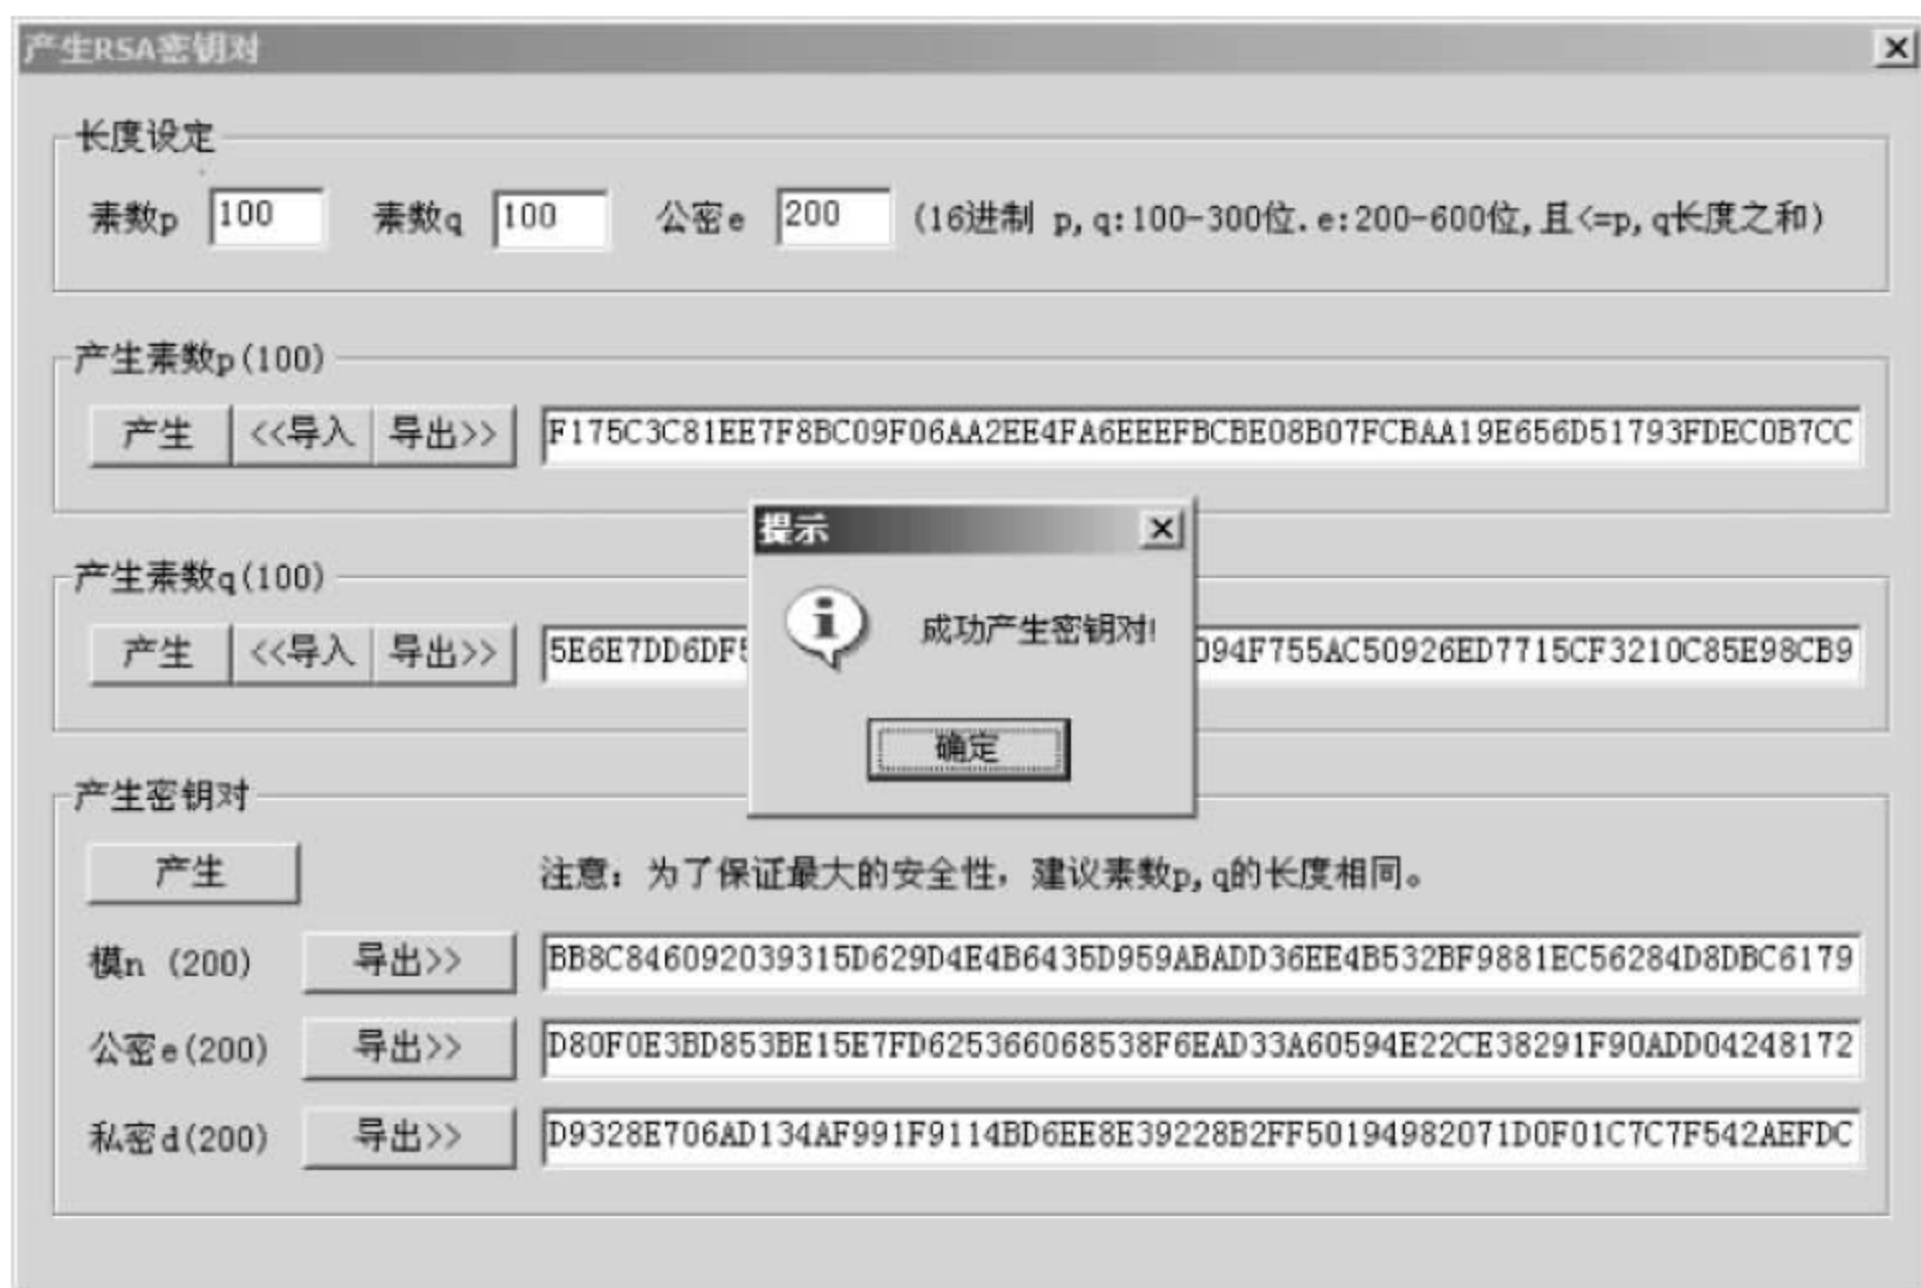 产生RSA密钥对
长度设定
素数p 100 素数q 100 公密e 200 (16进制 p,q:100-300位.e:200-600位,且<=p,q长度之和)
产生素数p(100)
产生 <<导入 导出>> F175C3C81EE7F8BC09F06AA2EE4FA6EEEFBCBE08B07FCBAA19E656D51793FDEC0B7CC
提示
产生素数q(100)
成功产生密钥对!
产生 <<导入 导出>> 5E6E7DD6DF5 094F755AC50926ED7715CF3210C85E98CB9
确定
产生密钥对
产生 注意：为了保证最大的安全性，建议素数p,q的长度相同。
模n (200) 导出>> BB8C846092039315D629D4E4B6435D959ABADD36EE4B532BF9881EC56284D8DBC6179
公密e(200) 导出>> D80F0E3BD853BE15E7FD625366068538F6EAD33A60594E22CE38291F90ADD04248172
私密d(200) 导出>> D9328E706AD134AF991F9114BD6EE8E39228B2FF50194982071D0F01C7C7F542AEFDC